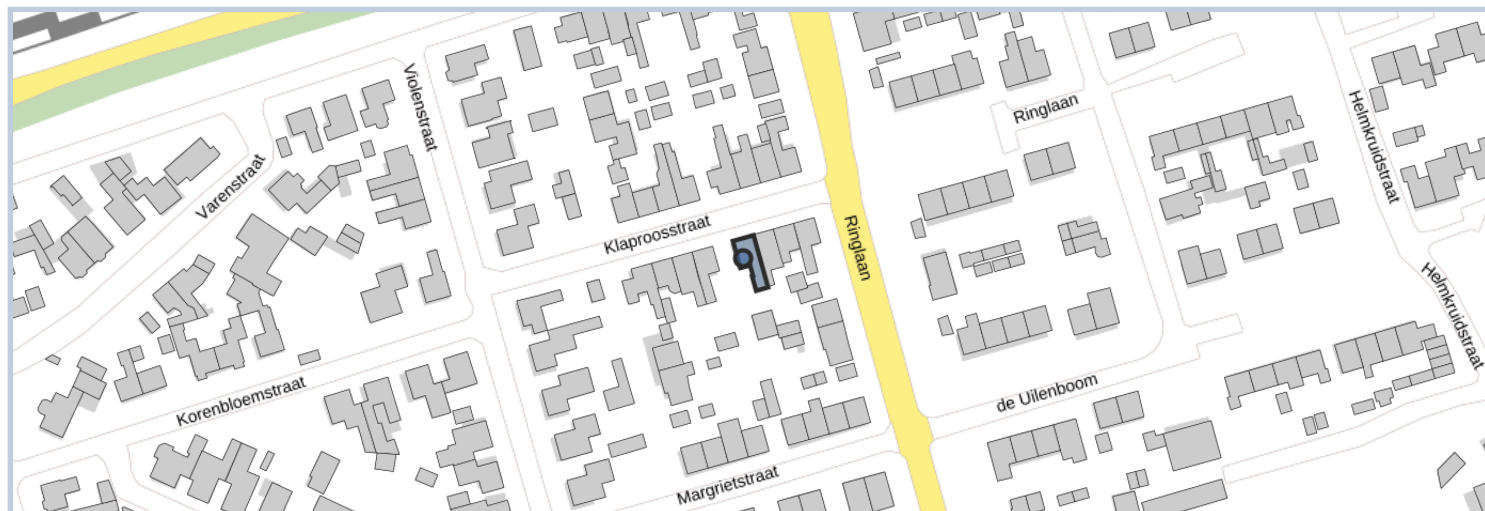 Violenstraat
Ringlaan
Helmkruidstraat
Varenstraat
Klaproosstraat
Ringlaan
Helmkruidstraat
Korenbloemstraat
de Uilenboom
Margrietstraat